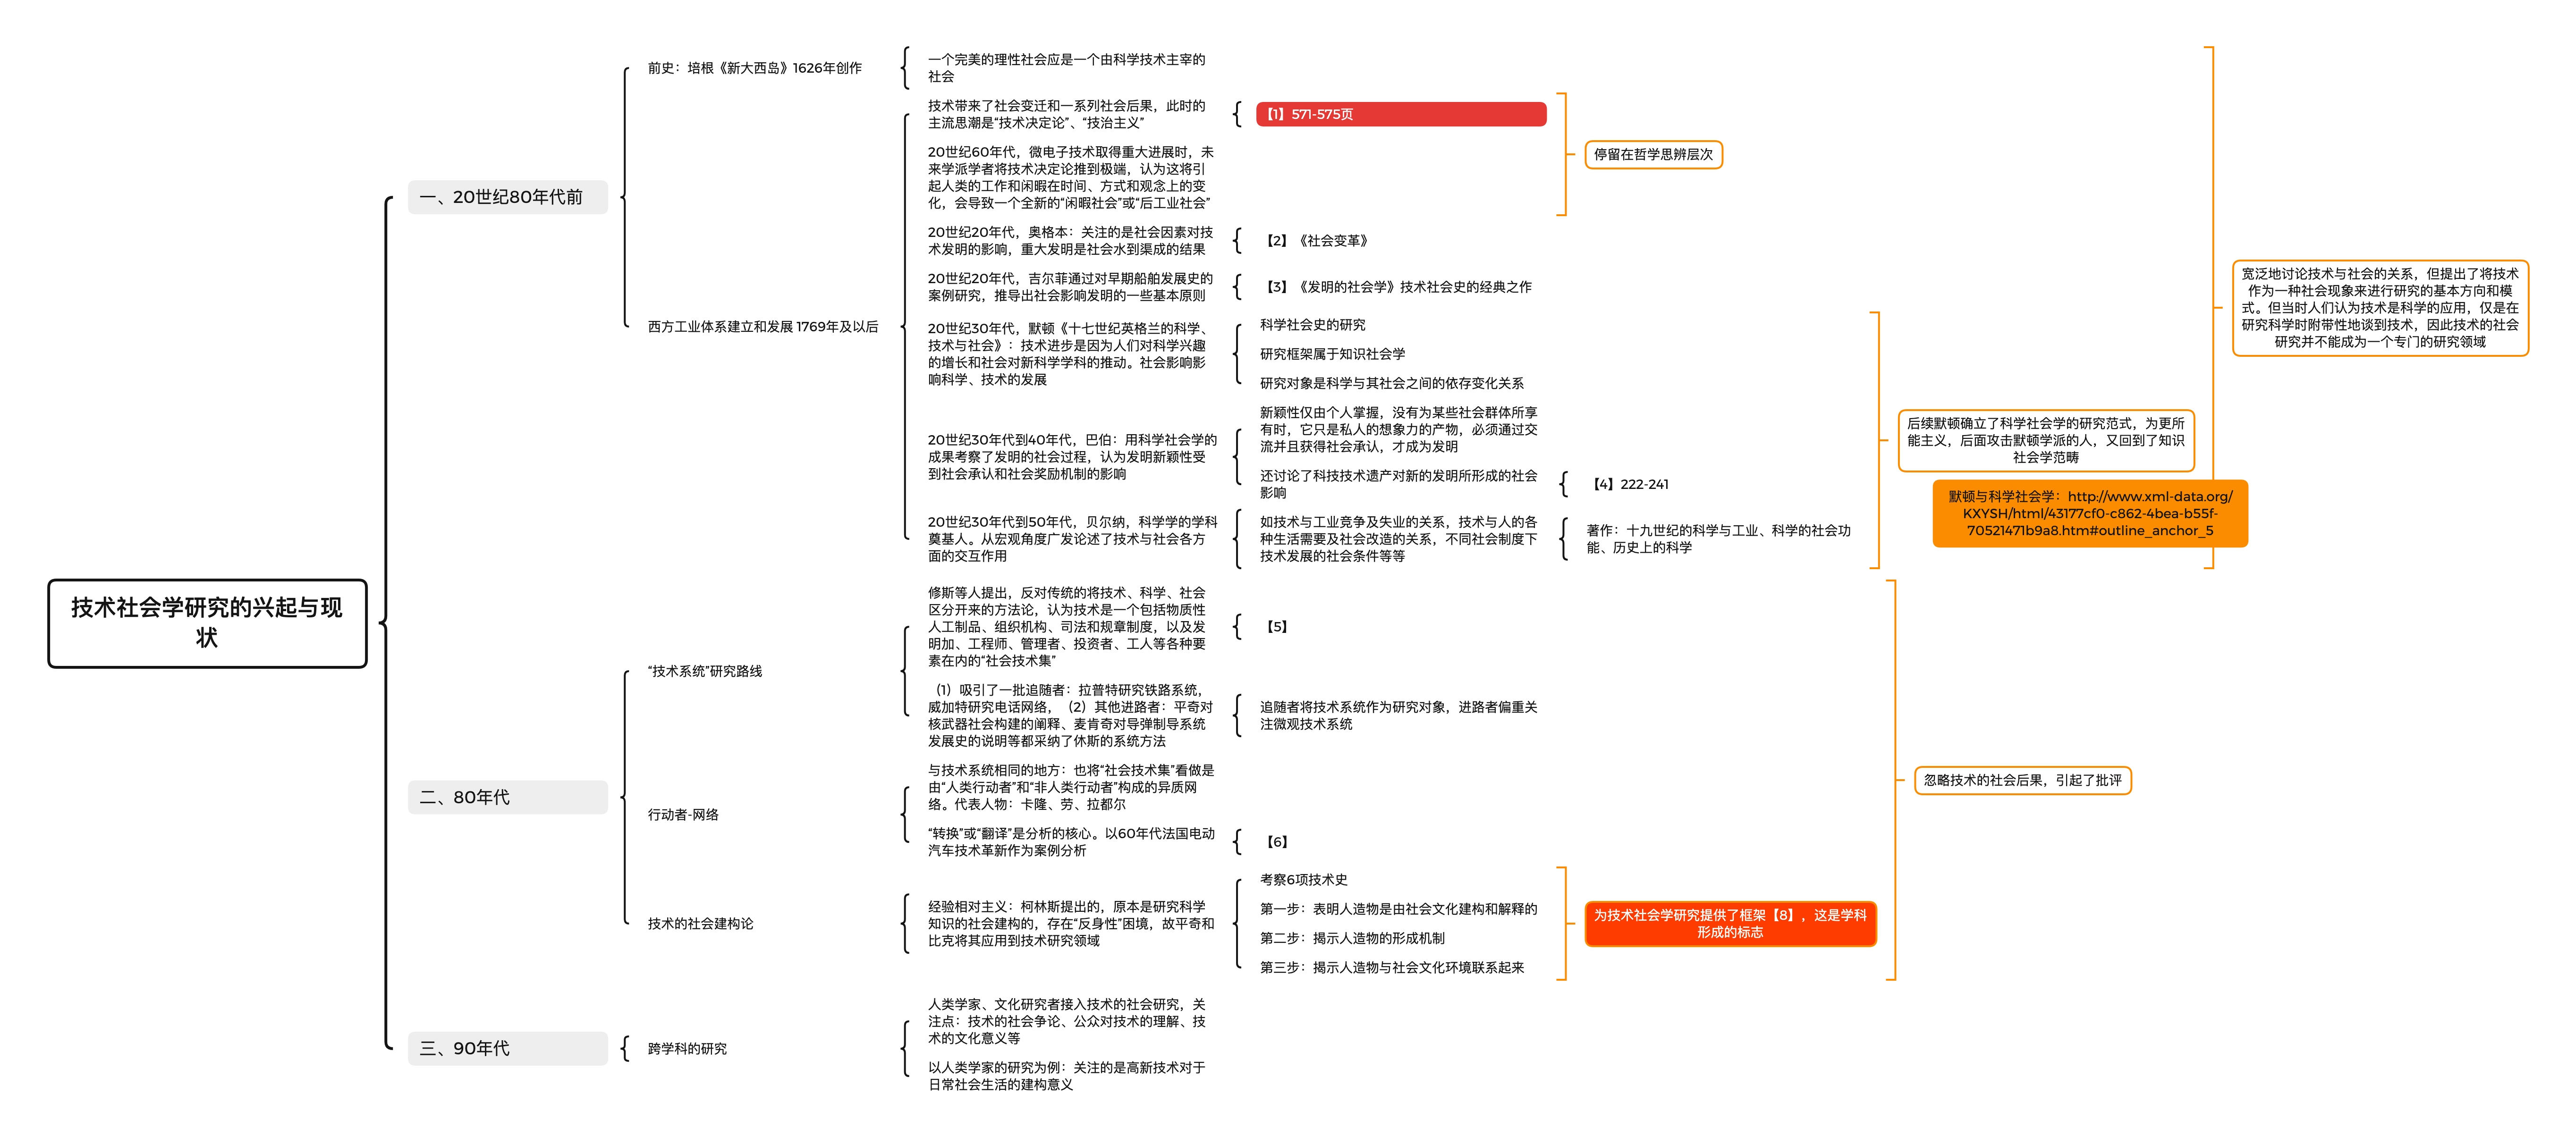 技术社会学研究的兴起与现
状
一、20世纪80年代前
前史：培根《新大西岛》1626年创作
一个完美的理性社会应是一个由科学技术主宰的
社会
西方工业体系建立和发展 1769年及以后
技术带来了社会变迁和一系列社会后果，此时的
主流思潮是“技术决定论”、“技治主义”
【1】571-575页
20世纪60年代，微电子技术取得重大进展时，未
来学派学者将技术决定论推到极端，认为这将引
起人类的工作和闲暇在时间、方式和观念上的变
化，会导致一个全新的“闲暇社会”或“后工业社会”
停留在哲学思辨层次
20世纪20年代，奥格本：关注的是社会因素对技
术发明的影响，重大发明是社会水到渠成的结果
【2】《社会变革》
20世纪20年代，吉尔菲通过对早期船舶发展史的
案例研究，推导出社会影响发明的一些基本原则
【3】《发明的社会学》技术社会史的经典之作
20世纪30年代，默顿《十七世纪英格兰的科学、
技术与社会》：技术进步是因为人们对科学兴趣
的增长和社会对新科学学科的推动。社会影响影
响科学、技术的发展
科学社会史的研究
研究框架属于知识社会学
研究对象是科学与其社会之间的依存变化关系
20世纪30年代到40年代，巴伯：用科学社会学的
成果考察了发明的社会过程，认为发明新颖性受
到社会承认和社会奖励机制的影响
新颖性仅由个人掌握，没有为某些社会群体所享
有时，它只是私人的想象力的产物，必须通过交
流并且获得社会承认，才成为发明
还讨论了科技技术遗产对新的发明所形成的社会
影响
【4】222-241
20世纪30年代到50年代，贝尔纳，科学学的学科
奠基人。从宏观角度广发论述了技术与社会各方
面的交互作用
如技术与工业竞争及失业的关系，技术与人的各
种生活需要及社会改造的关系，不同社会制度下
技术发展的社会条件等等
著作：十九世纪的科学与工业、科学的社会功
能、历史上的科学
后续默顿确立了科学社会学的研究范式，为更所
能主义，后面攻击默顿学派的人，又回到了知识
社会学范畴
默顿与科学社会学：http://www.xml-data.org/
KXYSH/html/43177cf0-c862-4bea-b55f-
70521471b9a8.htm#outline_anchor_5
宽泛地讨论技术与社会的关系，但提出了将技术
作为一种社会现象来进行研究的基本方向和模
式。但当时人们认为技术是科学的应用，仅是在
研究科学时附带性地谈到技术，因此技术的社会
研究并不能成为一个专门的研究领域
二、80年代
“技术系统”研究路线
修斯等人提出，反对传统的将技术、科学、社会
区分开来的方法论，认为技术是一个包括物质性
人工制品、组织机构、司法和规章制度，以及发
明加、工程师、管理者、投资者、工人等各种要
素在内的“社会技术集”
【5】
（1）吸引了一批追随者：拉普特研究铁路系统，
威加特研究电话网络，（2）其他进路者：平奇对
核武器社会构建的阐释、麦肯奇对导弹制导系统
发展史的说明等都采纳了休斯的系统方法
追随者将技术系统作为研究对象，进路者偏重关
注微观技术系统
行动者-网络
与技术系统相同的地方：也将“社会技术集”看做是
由“人类行动者”和“非人类行动者”构成的异质网
络。代表人物：卡隆、劳、拉都尔
“转换”或“翻译”是分析的核心。以60年代法国电动
汽车技术革新作为案例分析
【6】
技术的社会建构论
经验相对主义：柯林斯提出的，原本是研究科学
知识的社会建构的，存在“反身性”困境，故平奇和
比克将其应用到技术研究领域
考察6项技术史
第一步：表明人造物是由社会文化建构和解释的
第二步：揭示人造物的形成机制
第三步：揭示人造物与社会文化环境联系起来
为技术社会学研究提供了框架【8】，这是学科
形成的标志
忽略技术的社会后果，引起了批评
三、90年代
跨学科的研究
人类学家、文化研究者接入技术的社会研究，关
注点：技术的社会争论、公众对技术的理解、技
术的文化意义等
以人类学家的研究为例：关注的是高新技术对于
日常社会生活的建构意义